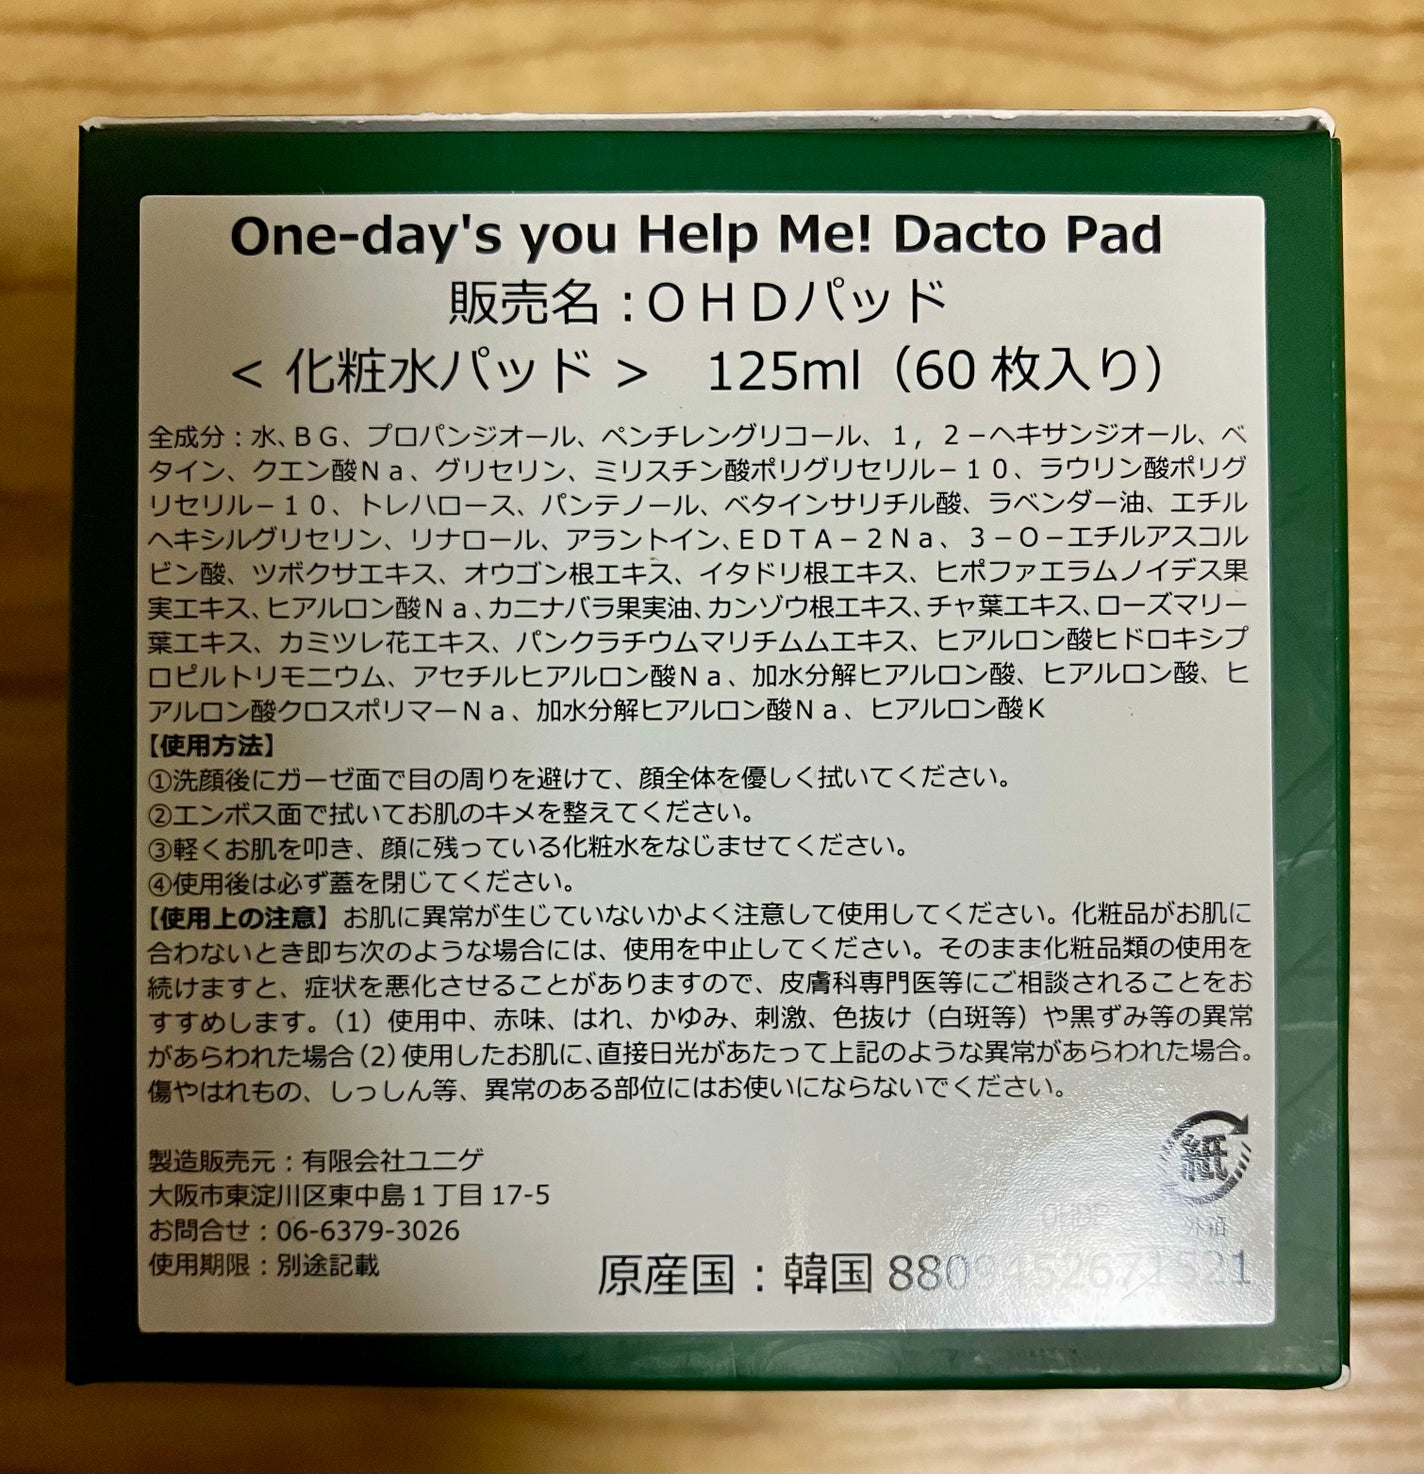 One-day's you Help Me! Dacto Pad
販売名：ＯＨＤパッド
< 化粧水パッド >　125ml（60 枚入り）
全成分：水、ＢＧ、プロパンジオール、ペンチレングリコール、１，２－ヘキサンジオール、ベ
タイン、クエン酸Ｎａ、グリセリン、ミリスチン酸ポリグリセリル－１０、ラウリン酸ポリグ
リセリル－１０、トレハロース、パンテノール、ベタインサリチル酸、ラベンダー油、エチル
ヘキシルグリセリン、リナロール、アラントイン、ＥＤＴＡ－２Ｎａ、３－Ｏ－エチルアスコル
ビン酸、ツボクサエキス、オウゴン根エキス、イタドリ根エキス、ヒポファエラムノイデス果
実エキス、ヒアルロン酸Ｎａ、カニナバラ果実油、カンゾウ根エキス、チャ葉エキス、ローズマリー
葉エキス、カミツレ花エキス、パンクラチウムマリチムムエキス、ヒアルロン酸ヒドロキシプ
ロピルトリモニウム、アセチルヒアルロン酸Ｎａ、加水分解ヒアルロン酸、ヒアルロン酸、ヒ
アルロン酸クロスポリマーＮａ、加水分解ヒアルロン酸Ｎａ、ヒアルロン酸Ｋ
【使用方法】
①洗顔後にガーゼ面で目の周りを避けて、顔全体を優しく拭いてください。
②エンボス面で拭いてお肌のキメを整えてください。
③軽くお肌を叩き、顔に残っている化粧水をなじませてください。
④使用後は必ず蓋を閉じてください。
【使用上の注意】お肌に異常が生じていないかよく注意して使用してください。化粧品がお肌に
合わないとき即ち次のような場合には、使用を中止してください。そのまま化粧品類の使用を
続けますと、症状を悪化させることがありますので、皮膚科専門医等にご相談されることをお
すすめします。（1）使用中、赤味、はれ、かゆみ、刺激、色抜け（白斑等）や黒ずみ等の異常
があらわれた場合（2）使用したお肌に、直接日光があたって上記のような異常があらわれた場合。
傷やはれもの、しっしん等、異常のある部位にはお使いにならないでください。
製造販売元：有限会社ユニゲ
大阪市東淀川区東中島１丁目 17-5
お問合せ：06-6379-3026
使用期限：別途記載
紙
原産国：韓国